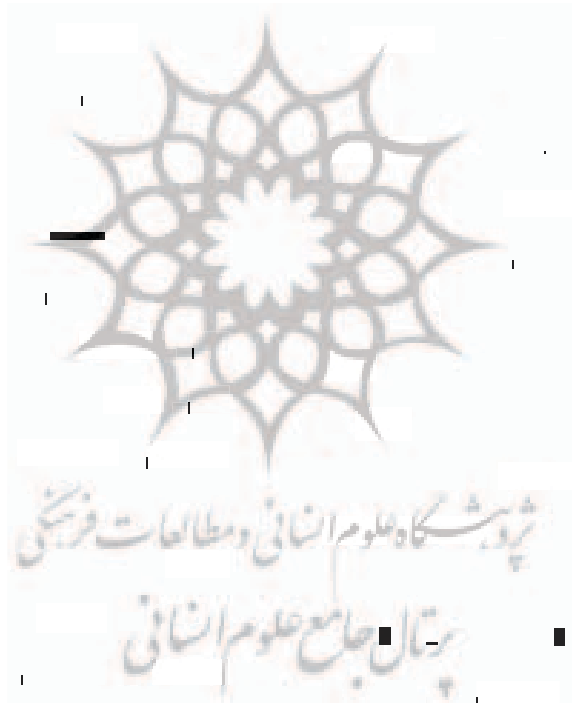 پژوهشگاه علوم انسانی و مطالعات فرهنگی
پرتال جامع علوم انسانی